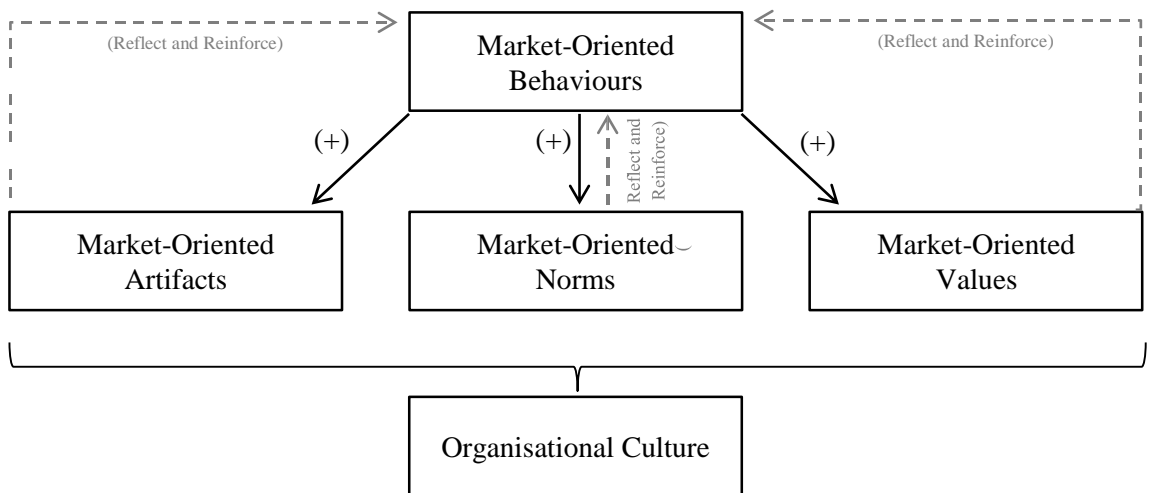 (Reflect and Reinforce)
Market-Oriented
Behaviours
(Reflect and Reinforce)
(+)
(+)
Reflect and
Reinforce)
(+)
Market-Oriented
Artifacts
Market-Oriented
Norms
Market-Oriented
Values
Organisational Culture